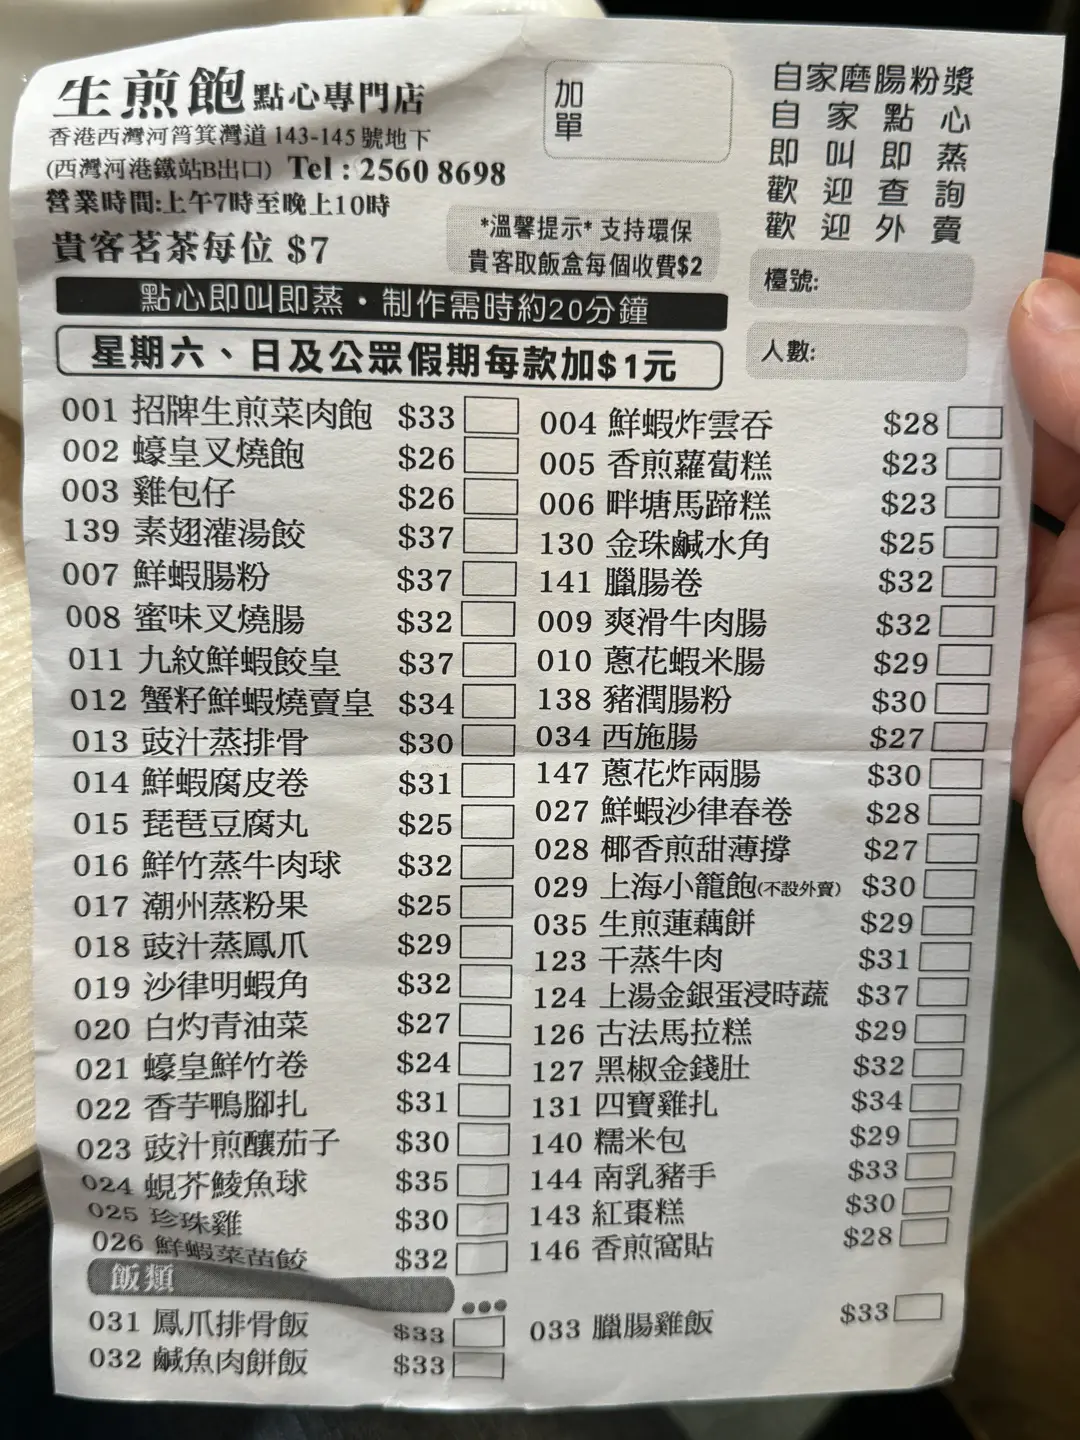 生煎飽點心專門店
香港西灣河筲箕灣道 143-145 號地下
(西灣河港鐵站B出口) Tel : 2560 8698
營業時間:上午7時至晚上10時
貴客茗茶每位 $7
*溫馨提示* 支持環保
貴客取飯盒每個收費$2
加單
自家磨腸粉漿
自家點心
即叫即蒸
歡迎查詢
歡迎外賣
檯號:
人數:
點心即叫即蒸・制作需時約20分鐘
星期六、日及公眾假期每款加$1元
001 招牌生煎菜肉飽 $33
002 蠔皇叉燒飽 $26
003 雞包仔 $26
139 素翅灌湯餃 $37
007 鮮蝦腸粉 $37
008 蜜味叉燒腸 $32
011 九紋鮮蝦餃皇 $37
012 蟹籽鮮蝦燒賣皇 $34
013 豉汁蒸排骨 $30
014 鮮蝦腐皮卷 $31
015 琵琶豆腐丸 $25
016 鮮竹蒸牛肉球 $32
017 潮州蒸粉果 $25
018 豉汁蒸鳳爪 $29
019 沙律明蝦角 $32
020 白灼青油菜 $27
021 蠔皇鮮竹卷 $24
022 香芋鴨腳扎 $31
023 豉汁煎釀茄子 $30
024 蜆芥鯪魚球 $35
025 珍珠雞 $30
026 鮮蝦菜苗餃 $32
004 鮮蝦炸雲吞 $28
005 香煎蘿蔔糕 $23
006 畔塘馬蹄糕 $23
130 金珠鹹水角 $25
141 臘腸卷 $32
009 爽滑牛肉腸 $32
010 蔥花蝦米腸 $29
138 豬潤腸粉 $30
034 西施腸 $27
147 蔥花炸兩腸 $30
027 鮮蝦沙律春卷 $28
028 椰香煎甜薄撐 $27
029 上海小籠飽(不設外賣) $30
035 生煎蓮藕餅 $29
123 干蒸牛肉 $31
124 上湯金銀蛋浸時蔬 $37
126 古法馬拉糕 $29
127 黑椒金錢肚 $32
131 四寶雞扎 $34
140 糯米包 $29
144 南乳豬手 $33
143 紅棗糕 $30
146 香煎窩貼 $28
飯類
031 鳳爪排骨飯 $33
032 鹹魚肉餅飯 $33
033 臘腸雞飯 $33